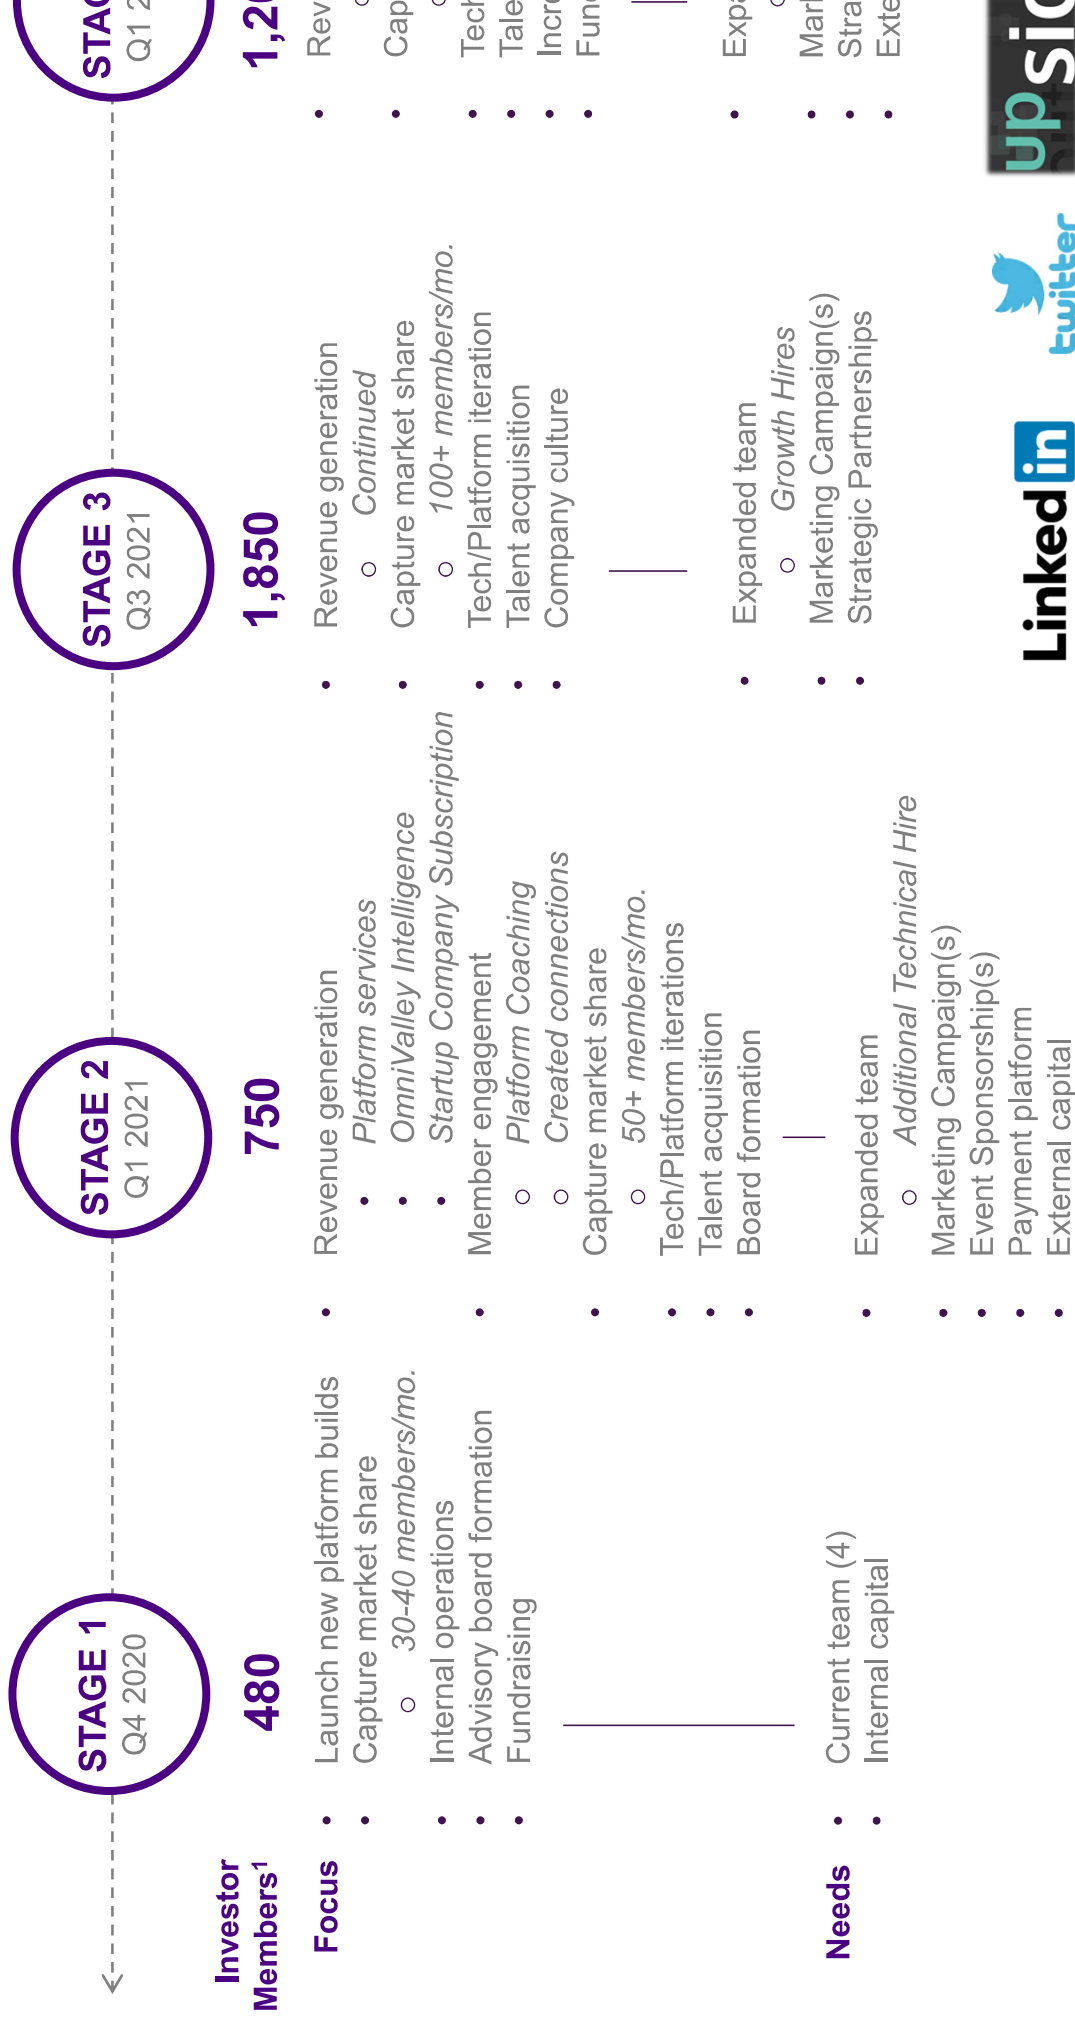 STAGE 1
Q4 2020
STAGE 2
Q1 2021
STAGE 3
Q3 2021
Q1
Investor
Members¹
480
750
1,850
Focus
Launch new platform builds
Capture market share
30-40 members/mo.
Internal operations
Advisory board formation
Fundraising
Revenue generation
Platform services
OmniValley Intelligence
Startup Company Subscription
Member engagement
Platform Coaching
Created connections
Capture market share
50+ members/mo.
Tech/Platform iterations
Talent acquisition
Board formation
Revenue generation
Continued
Capture market share
100+ members/mo.
Tech/Platform iteration
Talent acquisition
Company culture
Needs
Current team (4)
Internal capital
Expanded team
Additional Technical Hire
Marketing Campaign(s)
Event Sponsorship(s)
Payment platform
External capital
Expanded team
Growth Hires
Marketing Campaign(s)
Strategic Partnerships
Linkedin
twitter